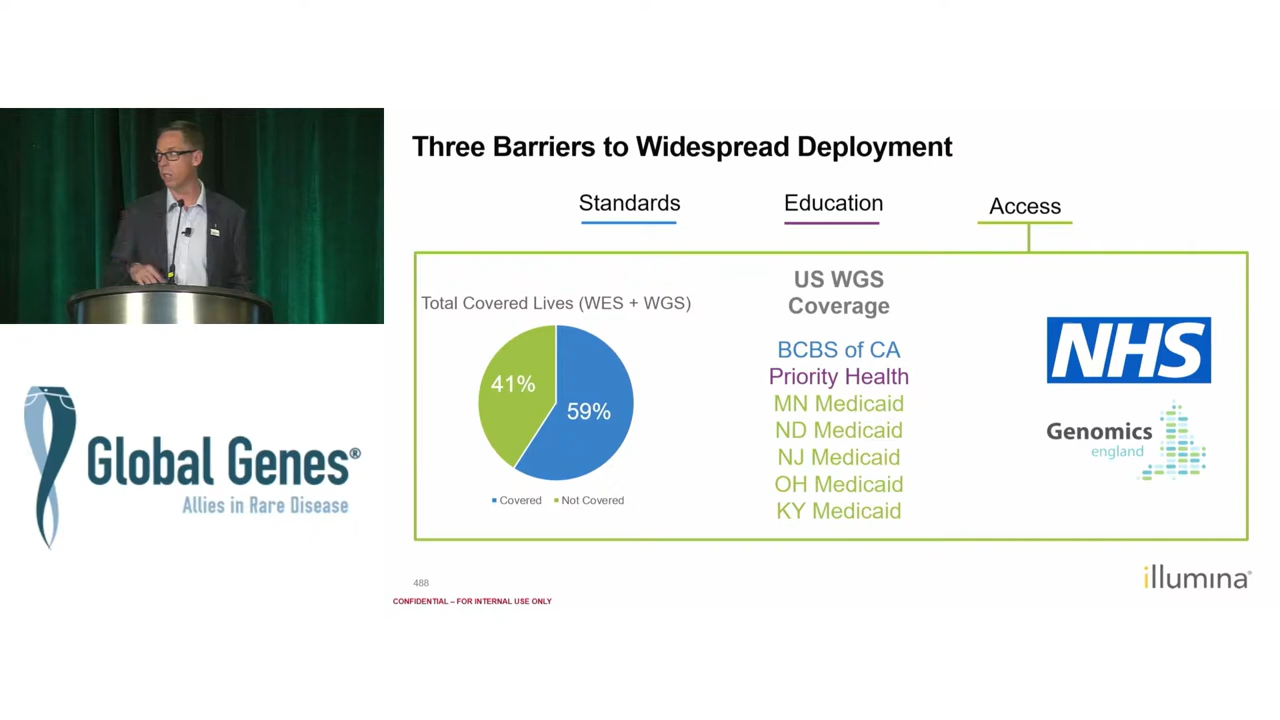 Three Barriers to Widespread Deployment
Standards
Education
Access
Total Covered Lives (WES + WGS)
41%
59%
Covered
Not Covered
US WGS
Coverage
BCBS of CA
Priority Health
MN Medicaid
ND Medicaid
NJ Medicaid
OH Medicaid
KY Medicaid
NHS
Genomics
england
Global Genes®
Allies in Rare Disease
488
CONFIDENTIAL – FOR INTERNAL USE ONLY
illumina®